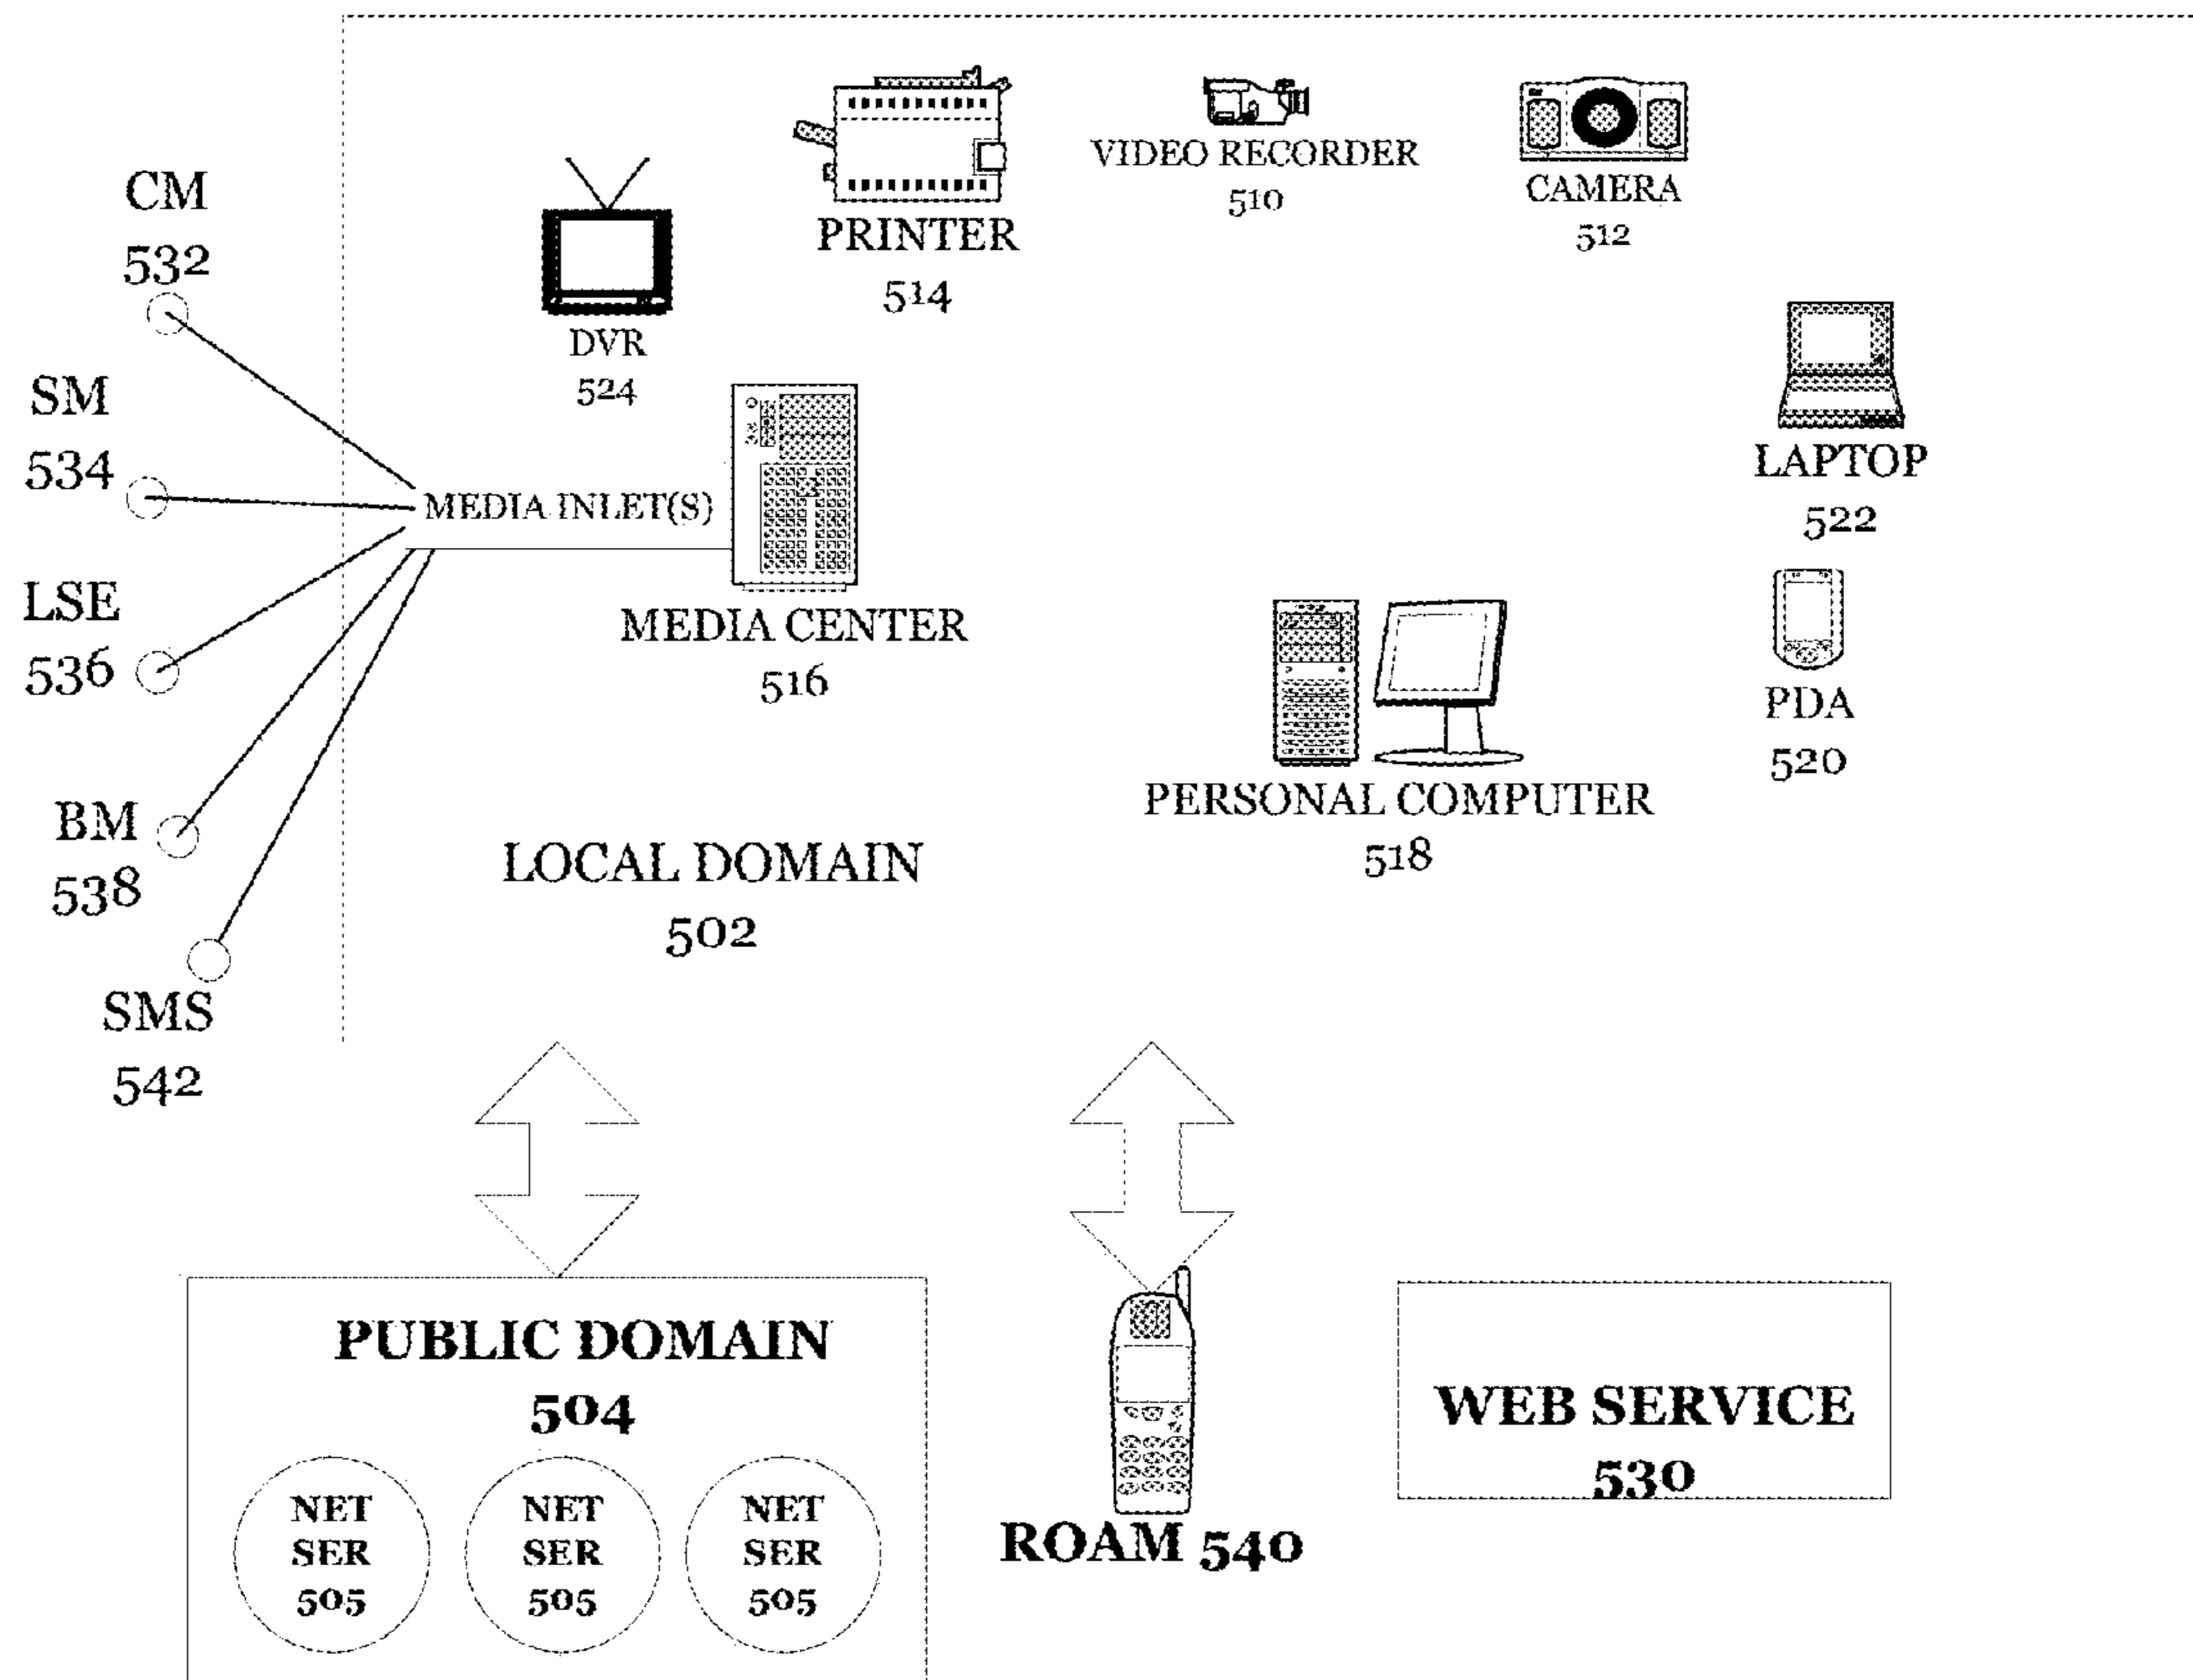 CM
532
SM
534
LSE
536
BM
538
SMS
542
DVR
524
PRINTER
514
VIDEO RECORDER
510
CAMERA
512
LAPTOP
522
MEDIA INLET(S)
MEDIA CENTER
516
PDA
520
PERSONAL COMPUTER
518
LOCAL DOMAIN
502
PUBLIC DOMAIN
504
NET
SER
505
NET
SER
505
NET
SER
505
ROAM 540
WEB SERVICE
530